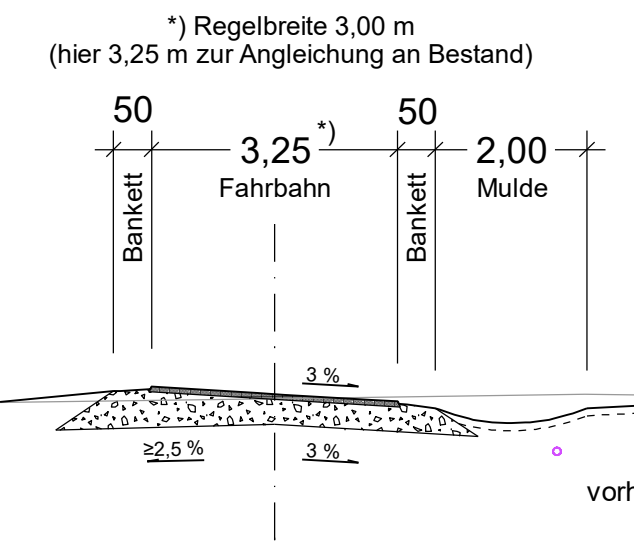 *) Regelbreite 3,00 m
(hier 3,25 m zur Angleichung an Bestand)
50
50
3,25 *)
2,00
Fahrbahn
Mulde
Bankett
Bankett
3 %
≥2,5 %
3 %
vorh